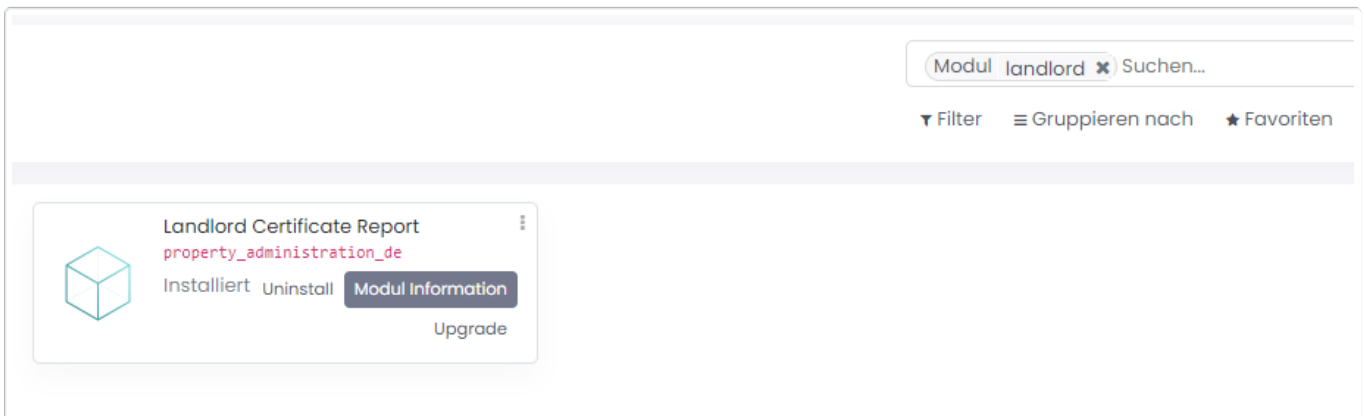 Modul landlord ✖ Suchen...
Filter Gruppieren nach Favoriten
Landlord Certificate Report
property_administration_de
Installiert Uninstall Modul Information
Upgrade